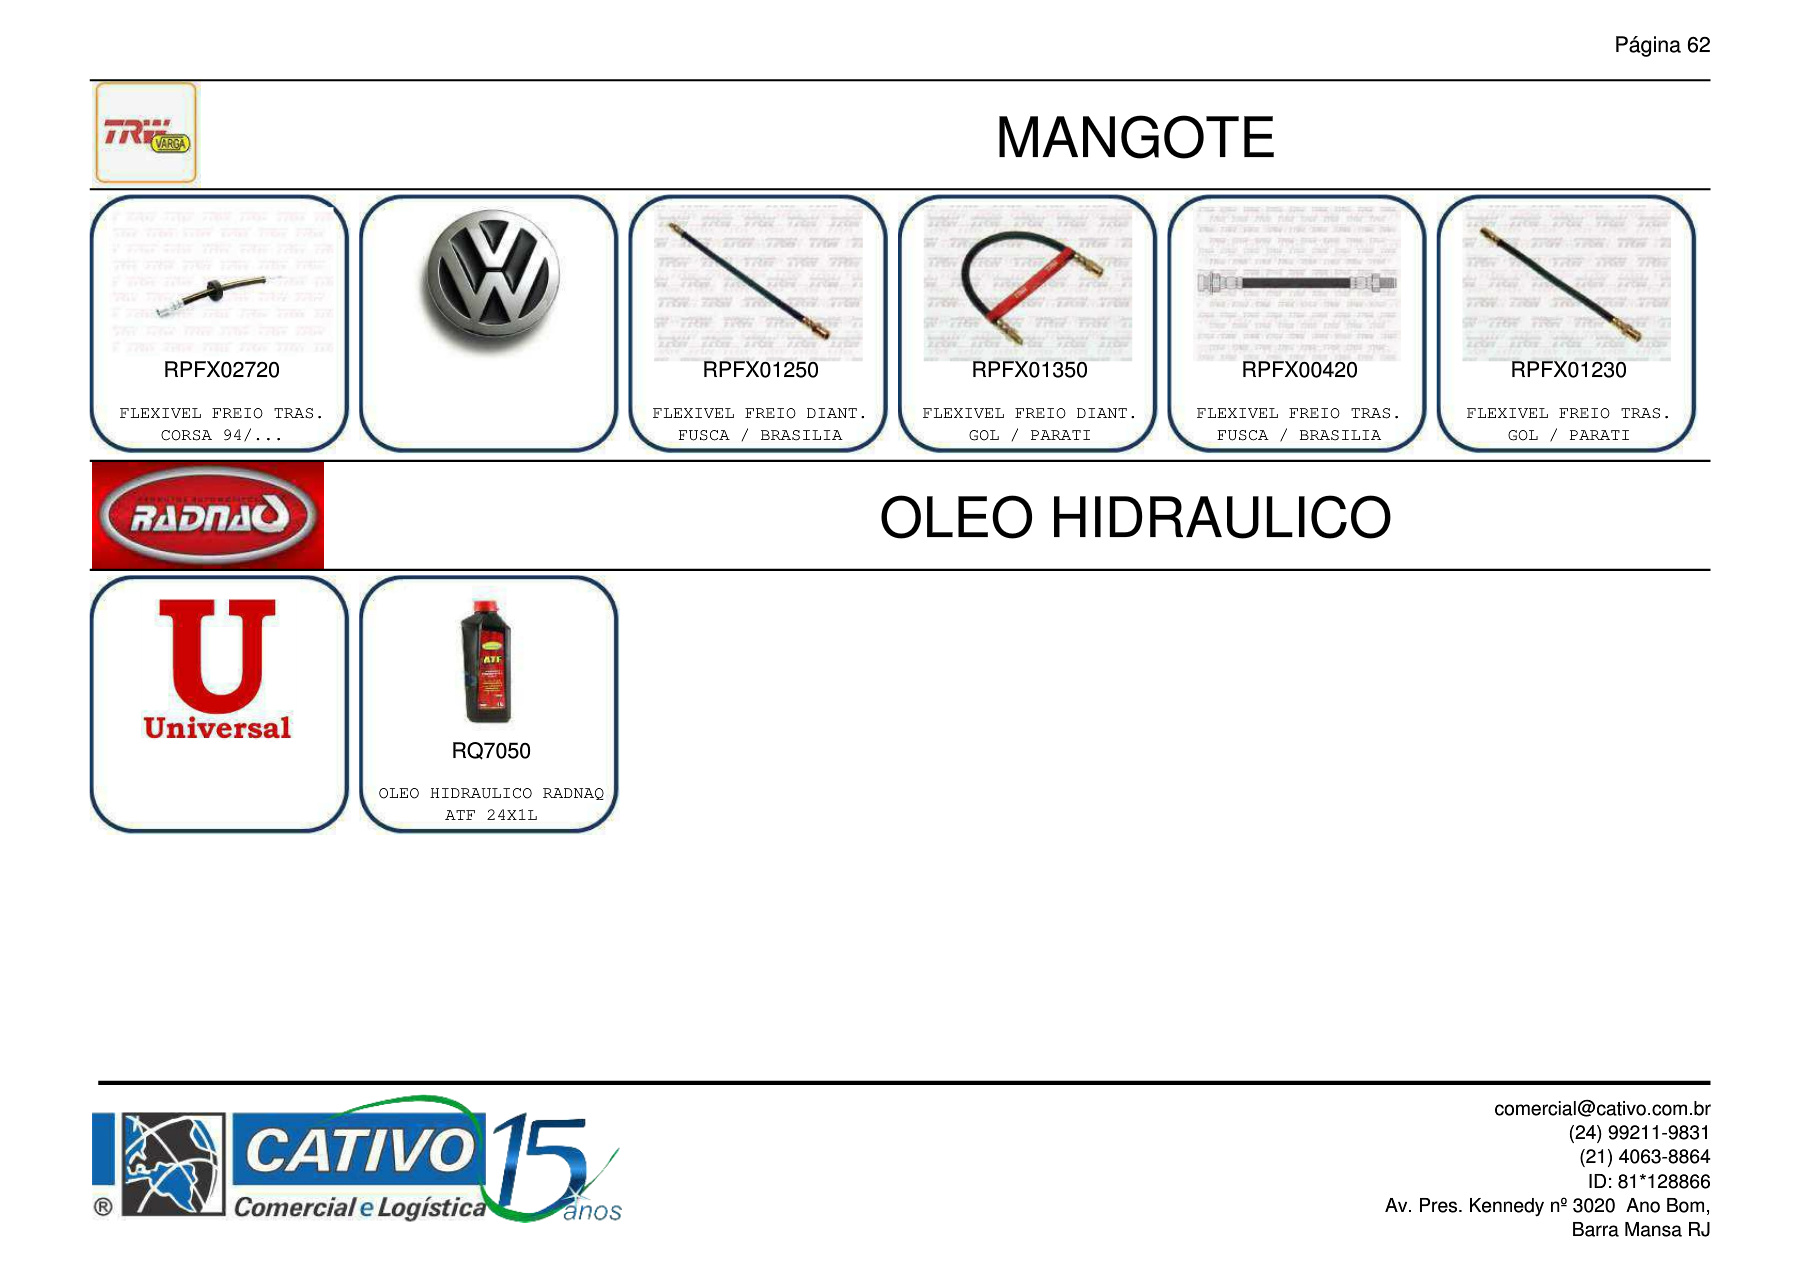 Página 62
TRW
VARGA
MANGOTE
RPFX02720
FLEXIVEL FREIO TRAS.
CORSA 94/...
RPFX01250
FLEXIVEL FREIO DIANT.
FUSCA / BRASILIA
RPFX01350
FLEXIVEL FREIO DIANT.
GOL / PARATI
RPFX00420
FLEXIVEL FREIO TRAS.
FUSCA / BRASILIA
RPFX01230
FLEXIVEL FREIO TRAS.
GOL / PARATI
RADNAQ
OLEO HIDRAULICO
U
Universal
ATF
RQ7050
OLEO HIDRAULICO RADNAQ
ATF 24X1L
CATIVO
® Comercial e Logística
15
anos
comercial@cativo.com.br
(24) 99211-9831
(21) 4063-8864
ID: 81*128866
Av. Pres. Kennedy nº 3020  Ano Bom,
Barra Mansa RJ